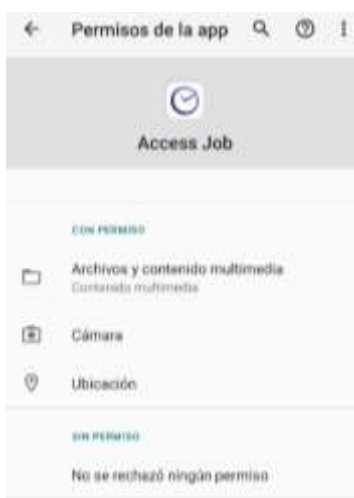 Permisos de la app
Access Job
CON PERMISO
Archivos y contenido multimedia
Contenido multimedia
Cámara
Ubicación
SIN PERMISO
No se rechazó ningún permiso